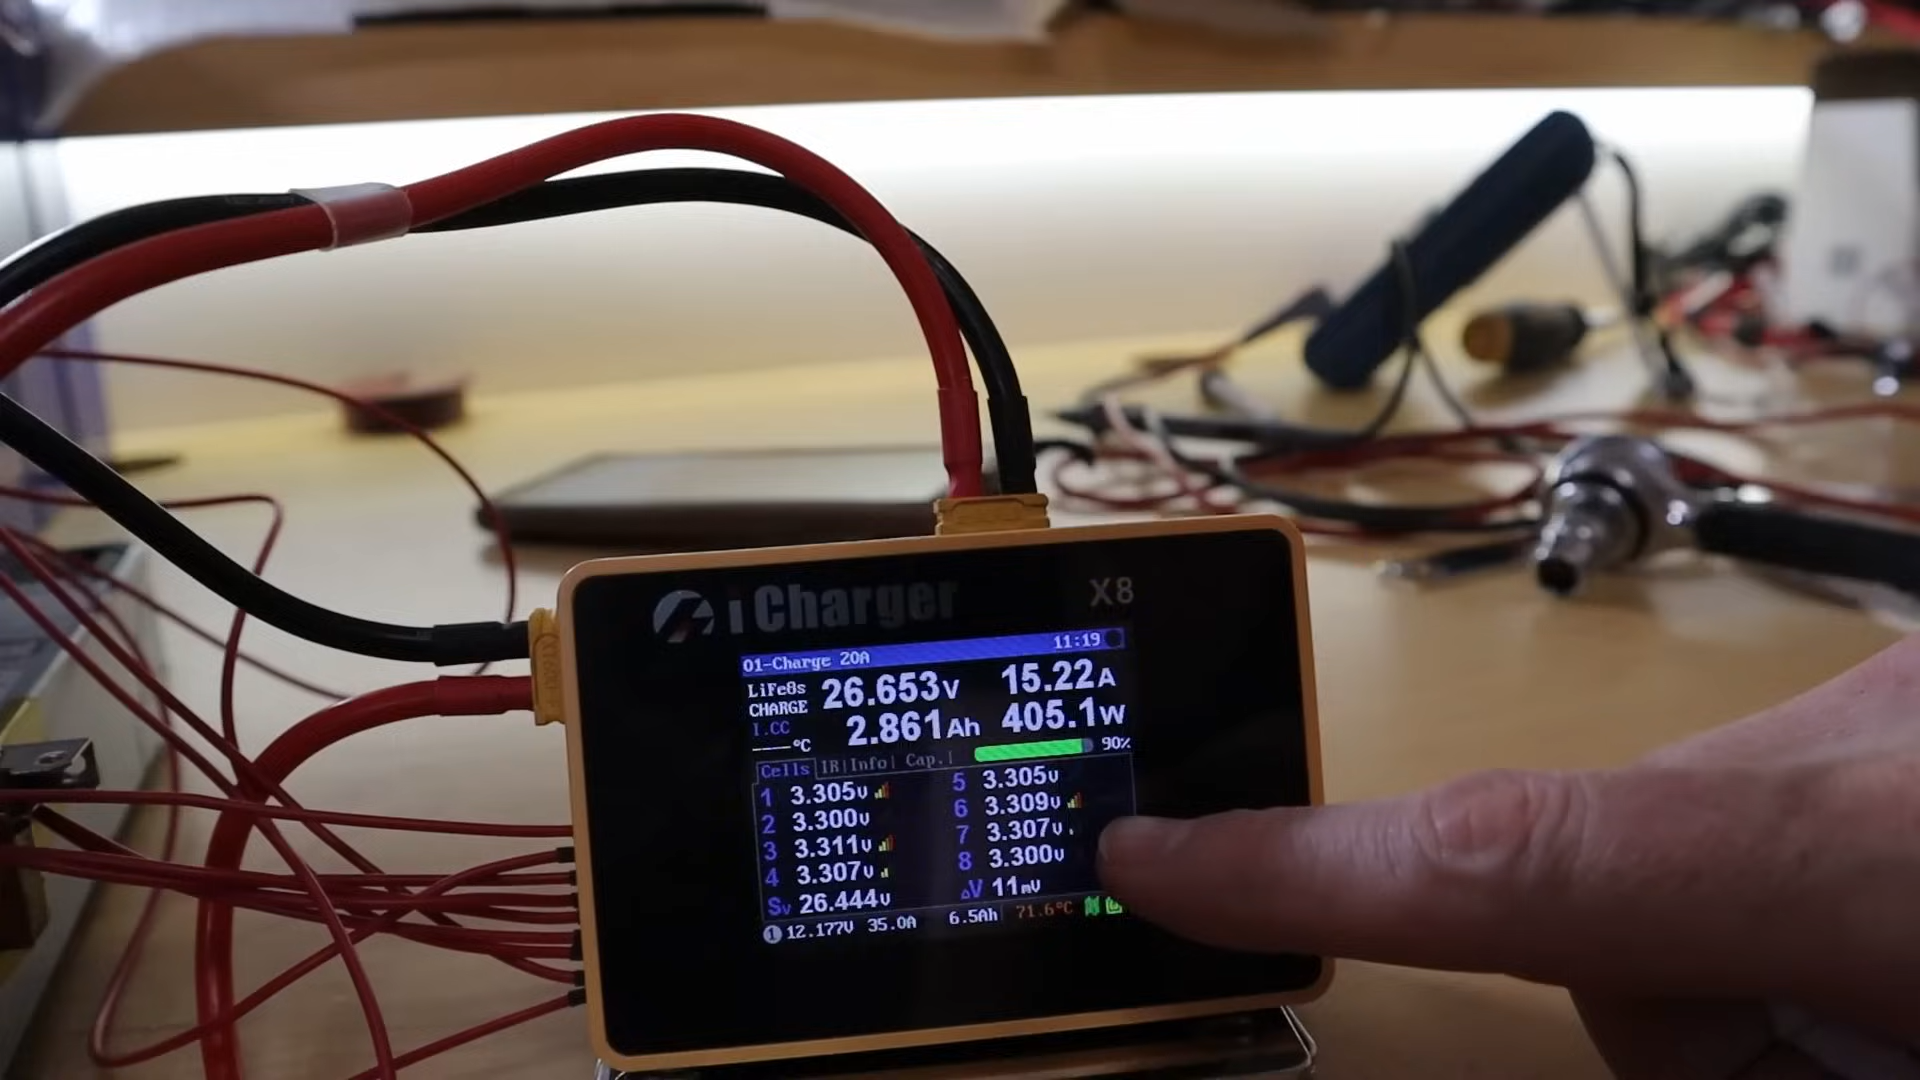 iCharger X8
01-Charge 20A 11:19
LiFe8s 26.653V 15.22A
CHARGE
I.CC 2.861Ah 405.1W
----°C 90%
Cells IR| Info| Cap.|
1 3.305V 5 3.305V
2 3.300V 6 3.309V
3 3.311V 7 3.307V
4 3.307V 8 3.300V
Sv 26.444V ΔV 11mV
1 12.177V 35.0A 6.5Ah 71.6°C